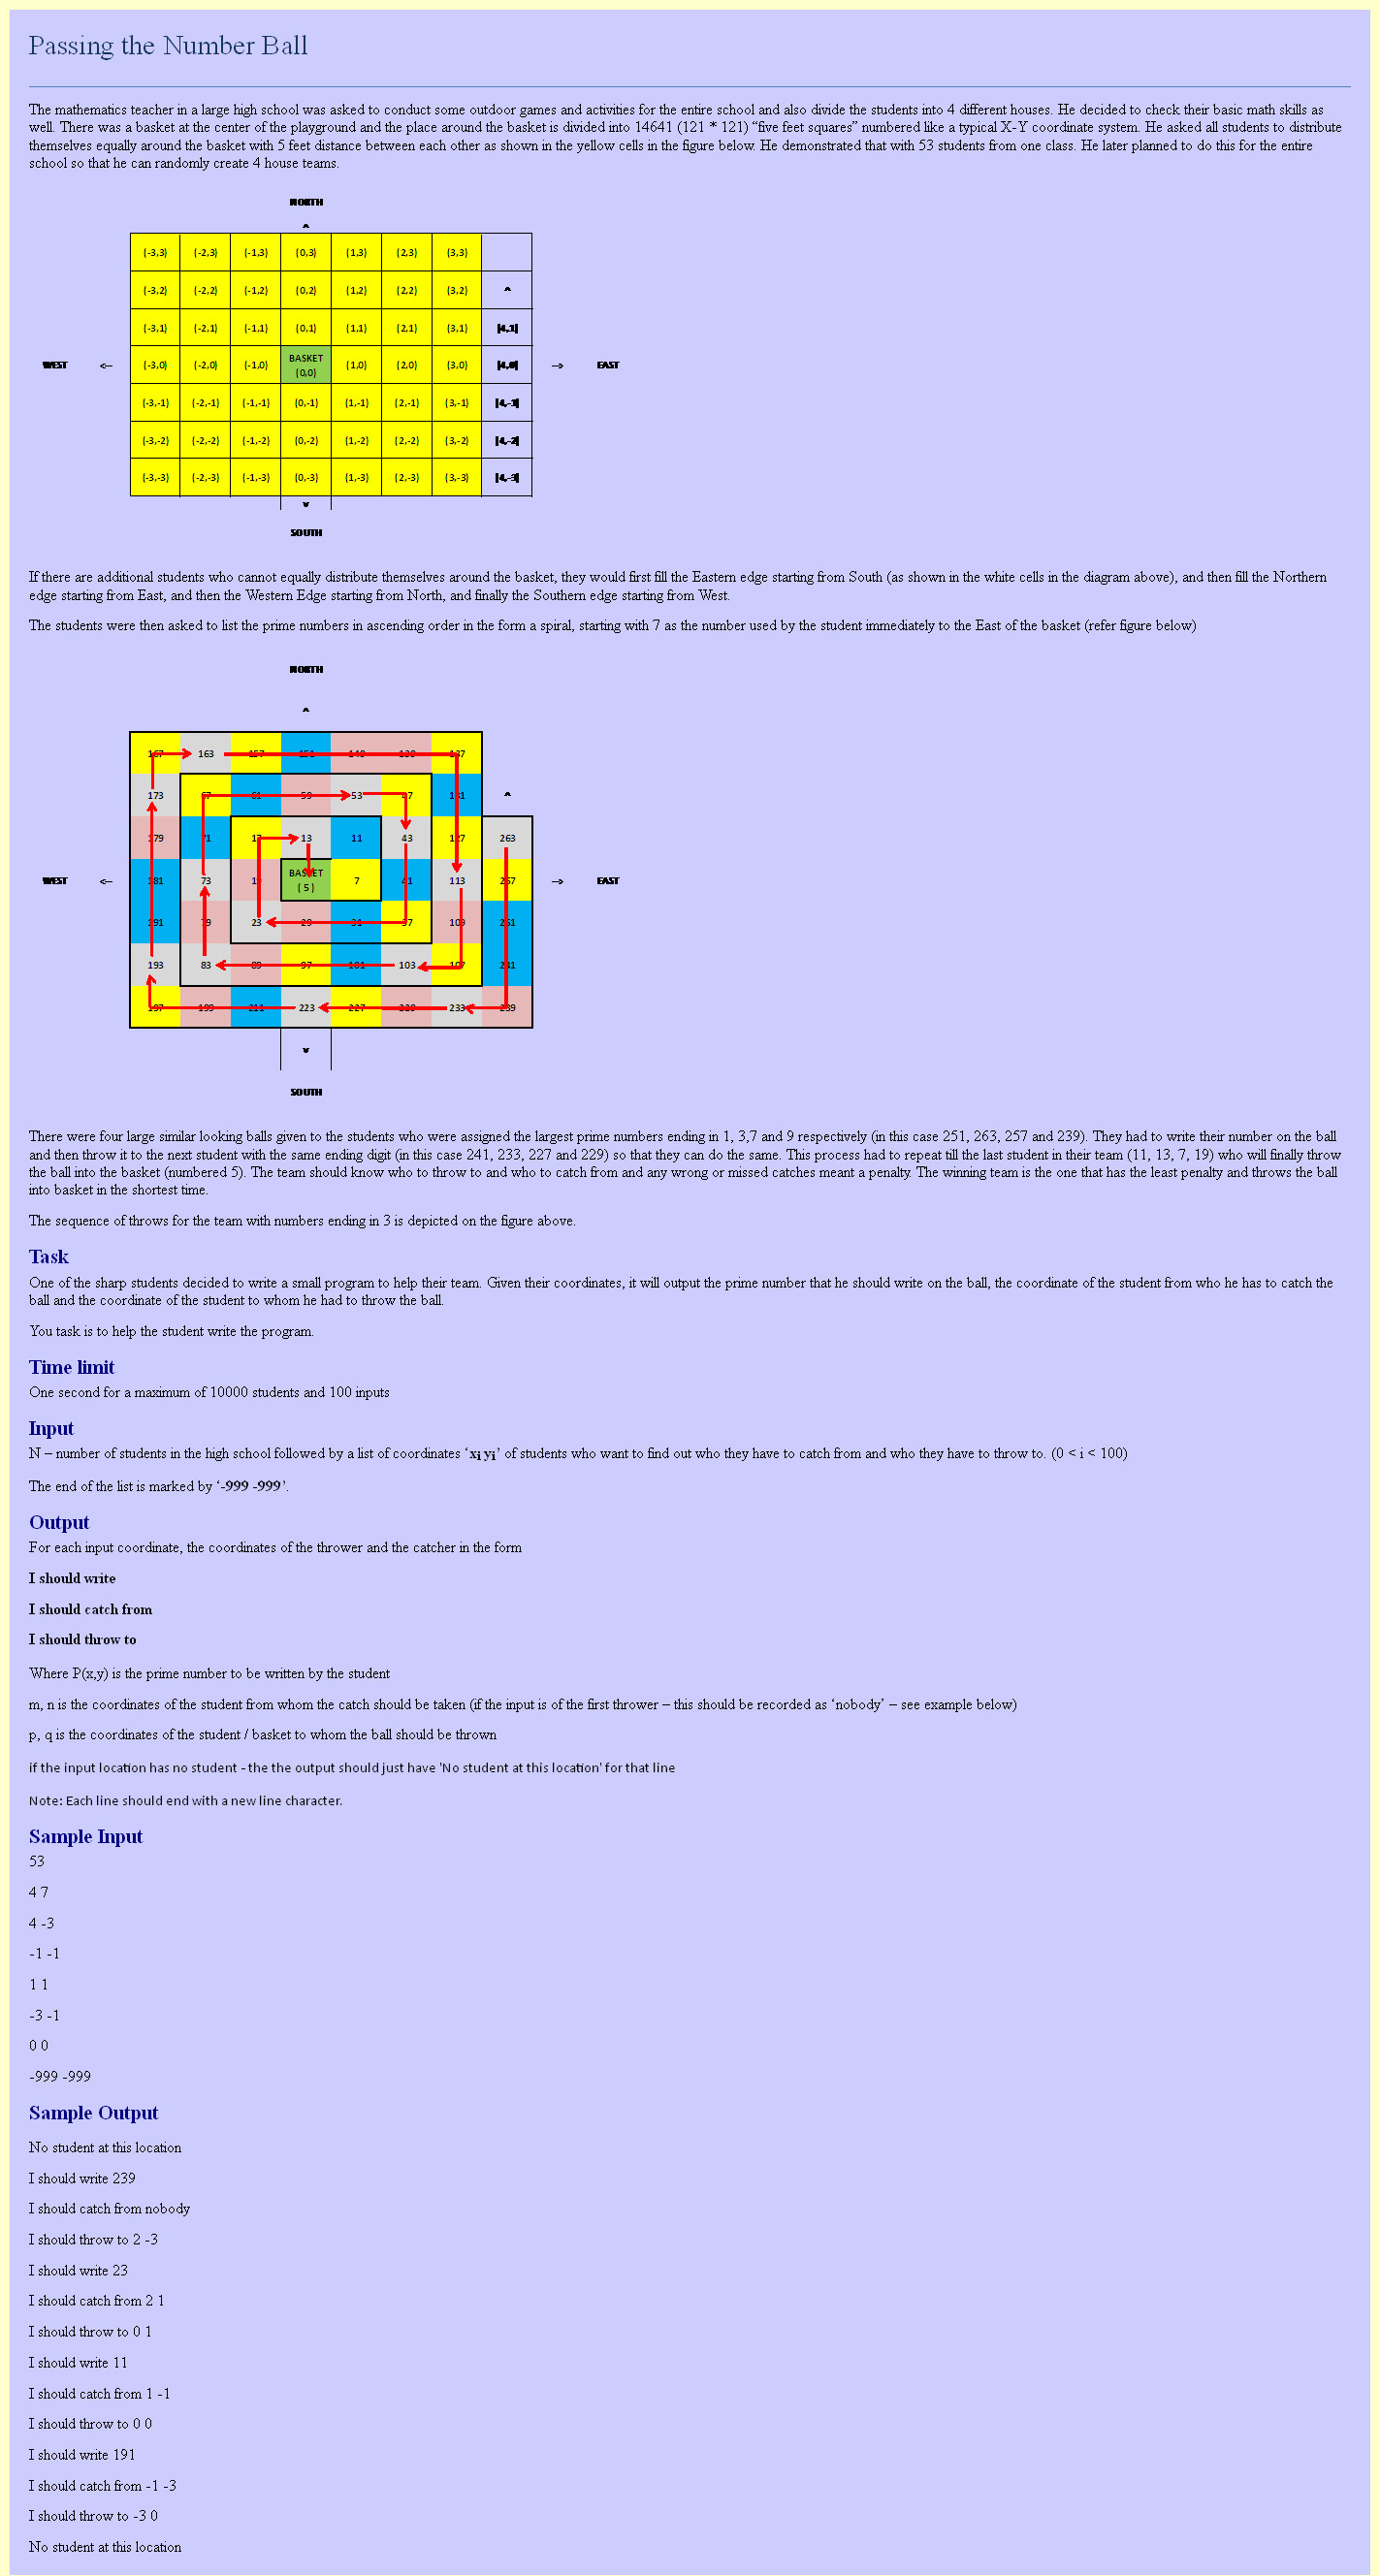 Passing the Number Ball
The mathematics teacher in a large high school was asked to conduct some outdoor games and activities for the entire school and also divide the students into 4 different houses. He decided to check their basic math skills as
well. There was a basket at the center of the playground and the place around the basket is divided into 14641 (121 * 121) “five feet squares” numbered like a typical X-Y coordinate system. He asked all students to distribute
themselves equally around the basket with 5 feet distance between each other as shown in the yellow cells in the figure below. He demonstrated that with 53 students from one class. He later planned to do this for the entire
school so that he can randomly create 4 house teams.
NORTH
^
(-3,3) (-2,3) (-1,3) (0,3) (1,3) (2,3) (3,3)
(-3,2) (-2,2) (-1,2) (0,2) (1,2) (2,2) (3,2) ^
(-3,1) (-2,1) (-1,1) (0,1) (1,1) (2,1) (3,1) (4,1)
WEST <-- (-3,0) (-2,0) (-1,0) BASKET (0,0) (1,0) (2,0) (3,0) (4,0) --> EAST
(-3,-1) (-2,-1) (-1,-1) (0,-1) (1,-1) (2,-1) (3,-1) (4,-1)
(-3,-2) (-2,-2) (-1,-2) (0,-2) (1,-2) (2,-2) (3,-2) (4,-2)
(-3,-3) (-2,-3) (-1,-3) (0,-3) (1,-3) (2,-3) (3,-3) (4,-3)
v
SOUTH
If there are additional students who cannot equally distribute themselves around the basket, they would first fill the Eastern edge starting from South (as shown in the white cells in the diagram above), and then fill the Northern
edge starting from East, and then the Western Edge starting from North, and finally the Southern edge starting from West.
The students were then asked to list the prime numbers in ascending order in the form a spiral, starting with 7 as the number used by the student immediately to the East of the basket (refer figure below)
NORTH
^
167 163 157 151 149 139 137
173 67 61 59 53 47 131 ^
179 71 17 13 11 43 127 263
WEST <-- 181 73 19 BASKET ( 5 ) 7 41 113 257 --> EAST
191 79 23 29 31 37 109 251
193 83 89 97 101 103 107 241
197 199 211 223 227 229 233 239
v
SOUTH
There were four large similar looking balls given to the students who were assigned the largest prime numbers ending in 1, 3,7 and 9 respectively (in this case 251, 263, 257 and 239). They had to write their number on the ball
and then throw it to the next student with the same ending digit (in this case 241, 233, 227 and 229) so that they can do the same. This process had to repeat till the last student in their team (11, 13, 7, 19) who will finally throw
the ball into the basket (numbered 5). The team should know who to throw to and who to catch from and any wrong or missed catches meant a penalty. The winning team is the one that has the least penalty and throws the ball
into basket in the shortest time.
The sequence of throws for the team with numbers ending in 3 is depicted on the figure above.
Task
One of the sharp students decided to write a small program to help their team. Given their coordinates, it will output the prime number that he should write on the ball, the coordinate of the student from who he has to catch the
ball and the coordinate of the student to whom he had to throw the ball.
You task is to help the student write the program.
Time limit
One second for a maximum of 10000 students and 100 inputs
Input
N – number of students in the high school followed by a list of coordinates ‘xi yi’ of students who want to find out who they have to catch from and who they have to throw to. (0 < i < 100)
The end of the list is marked by ‘-999 -999’.
Output
For each input coordinate, the coordinates of the thrower and the catcher in the form
I should write
I should catch from
I should throw to
Where P(x,y) is the prime number to be written by the student
m, n is the coordinates of the student from whom the catch should be taken (if the input is of the first thrower – this should be recorded as ‘nobody’ – see example below)
p, q is the coordinates of the student / basket to whom the ball should be thrown
if the input location has no student - the the output should just have 'No student at this location' for that line
Note: Each line should end with a new line character.
Sample Input
53
4 7
4 -3
-1 -1
1 1
-3 -1
0 0
-999 -999
Sample Output
No student at this location
I should write 239
I should catch from nobody
I should throw to 2 -3
I should write 23
I should catch from 2 1
I should throw to 0 1
I should write 11
I should catch from 1 -1
I should throw to 0 0
I should write 191
I should catch from -1 -3
I should throw to -3 0
No student at this location